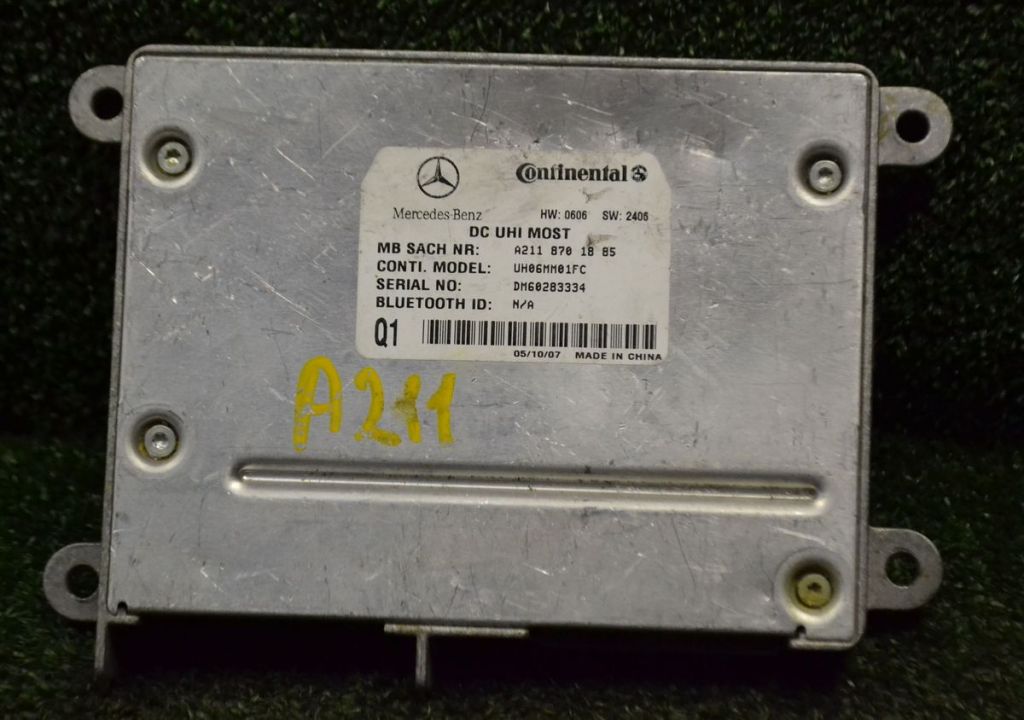 Continental
Mercedes-Benz HW: 0606 SW: 2406
DC UHI MOST
MB SACH NR: A211 870 18 85
CONTI. MODEL: UH06MM01FC
SERIAL NO: DM60283334
BLUETOOTH ID: N/A
Q1
05/10/07 MADE IN CHINA
A211